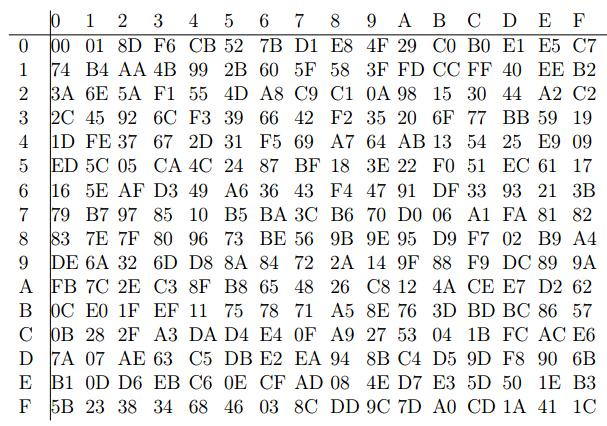 0 1 2 3 4 5 6 7 8 9 A B C D E F
0 00 01 8D F6 CB 52 7B D1 E8 4F 29 C0 B0 E1 E5 C7
1 74 B4 AA 4B 99 2B 60 5F 58 3F FD CC FF 40 EE B2
2 3A 6E 5A F1 55 4D A8 C9 C1 0A 98 15 30 44 A2 C2
3 2C 45 92 6C F3 39 66 42 F2 35 20 6F 77 BB 59 19
4 1D FE 37 67 2D 31 F5 69 A7 64 AB 13 54 25 E9 09
5 ED 5C 05 CA 4C 24 87 BF 18 3E 22 F0 51 EC 61 17
6 16 5E AF D3 49 A6 36 43 F4 47 91 DF 33 93 21 3B
7 79 B7 97 85 10 B5 BA 3C B6 70 D0 06 A1 FA 81 82
8 83 7E 7F 80 96 73 BE 56 9B 9E 95 D9 F7 02 B9 A4
9 DE 6A 32 6D D8 8A 84 72 2A 14 9F 88 F9 DC 89 9A
A FB 7C 2E C3 8F B8 65 48 26 C8 12 4A CE E7 D2 62
B 0C E0 1F EF 11 75 78 71 A5 8E 76 3D BD BC 86 57
C 0B 28 2F A3 DA D4 E4 0F A9 27 53 04 1B FC AC E6
D 7A 07 AE 63 C5 DB E2 EA 94 8B C4 D5 9D F8 90 6B
E B1 0D D6 EB C6 0E CF AD 08 4E D7 E3 5D 50 1E B3
F 5B 23 38 34 68 46 03 8C DD 9C 7D A0 CD 1A 41 1C